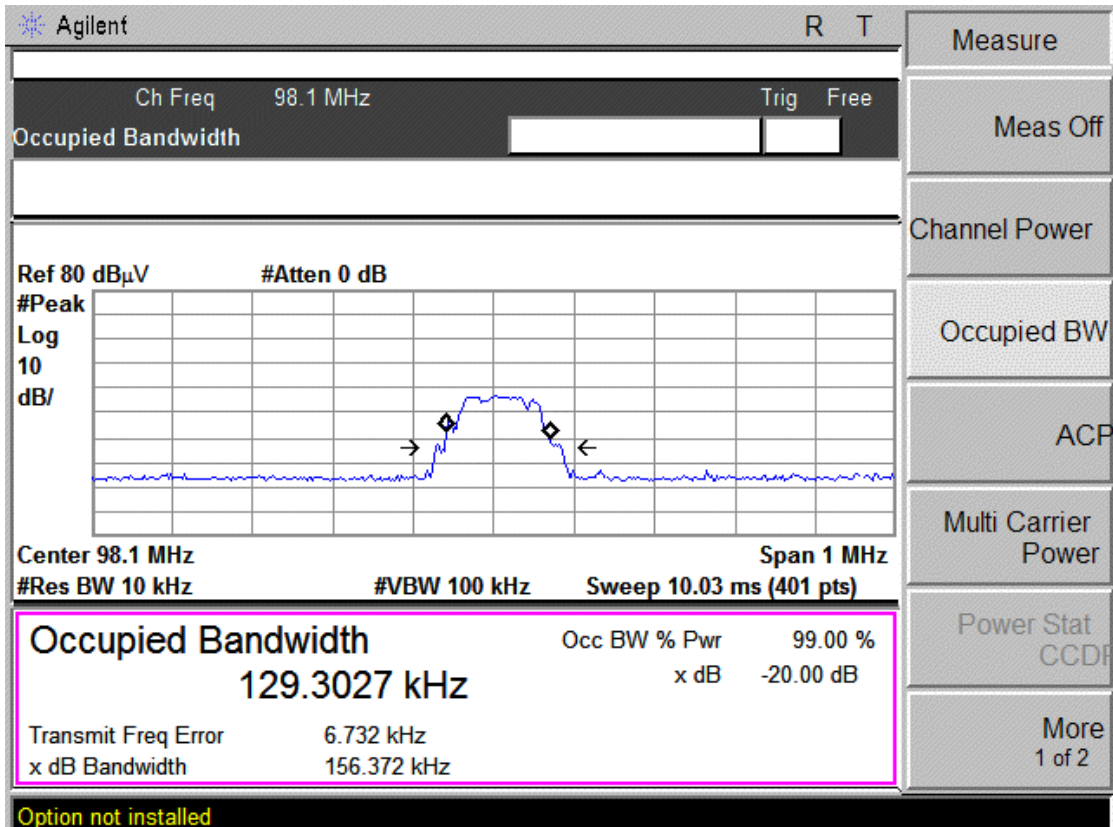 Agilent R T
Measure
Ch Freq 98.1 MHz Trig Free
Occupied Bandwidth
Meas Off
Channel Power
Ref 80 dBµV #Atten 0 dB
#Peak
Log
10
dB/
Occupied BW
ACP
Center 98.1 MHz Span 1 MHz
#Res BW 10 kHz #VBW 100 kHz Sweep 10.03 ms (401 pts)
Multi Carrier
Power
Occupied Bandwidth Occ BW % Pwr 99.00 %
129.3027 kHz x dB -20.00 dB
Power Stat
CCDF
Transmit Freq Error 6.732 kHz
x dB Bandwidth 156.372 kHz
More
1 of 2
Option not installed